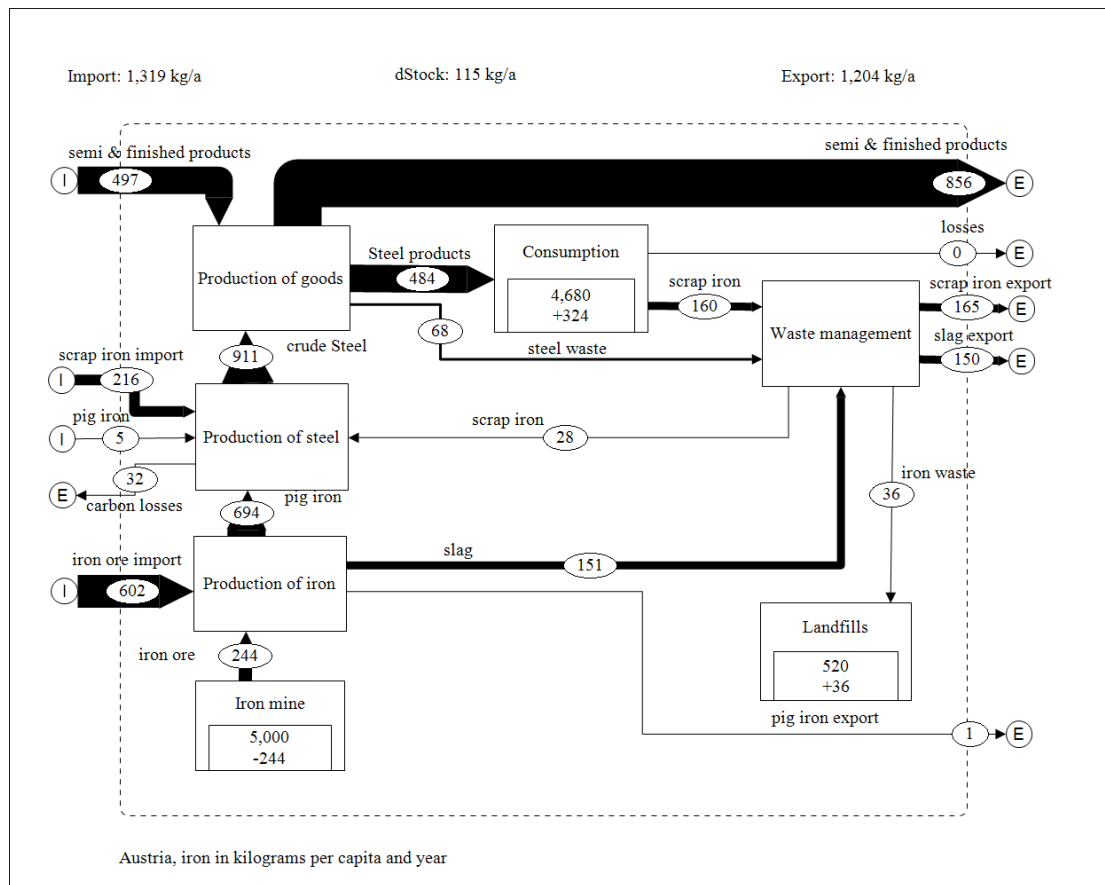 Import: 1,319 kg/a
dStock: 115 kg/a
Export: 1,204 kg/a
semi & finished products
I
497
semi & finished products
856
E
Production of goods
Steel products
484
Consumption
4,680
+324
losses
0
E
scrap iron
160
Waste management
scrap iron export
165
E
slag export
150
E
68
steel waste
crude Steel
911
scrap iron import
I
216
pig iron
I
5
Production of steel
scrap iron
28
32
E
carbon losses
pig iron
694
iron waste
36
iron ore import
I
602
Production of iron
slag
151
iron ore
244
Landfills
520
+36
Iron mine
5,000
-244
pig iron export
1
E
Austria, iron in kilograms per capita and year